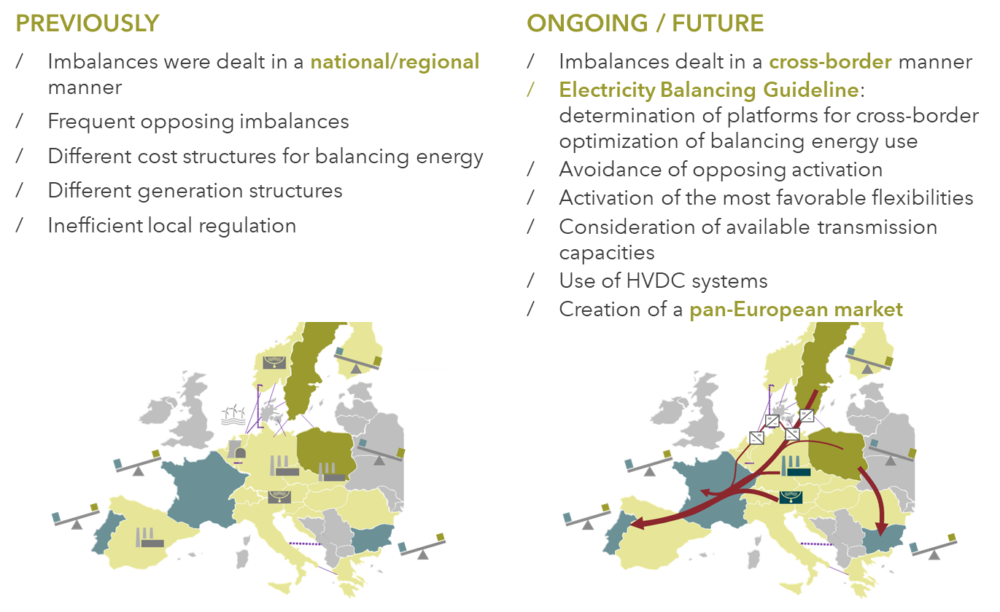 PREVIOUSLY
/ Imbalances were dealt in a national/regional
manner
/ Frequent opposing imbalances
/ Different cost structures for balancing energy
/ Different generation structures
/ Inefficient local regulation
ONGOING / FUTURE
/ Imbalances dealt in a cross-border manner
/ Electricity Balancing Guideline:
determination of platforms for cross-border
optimization of balancing energy use
/ Avoidance of opposing activation
/ Activation of the most favorable flexibilities
/ Consideration of available transmission
capacities
/ Use of HVDC systems
/ Creation of a pan-European market